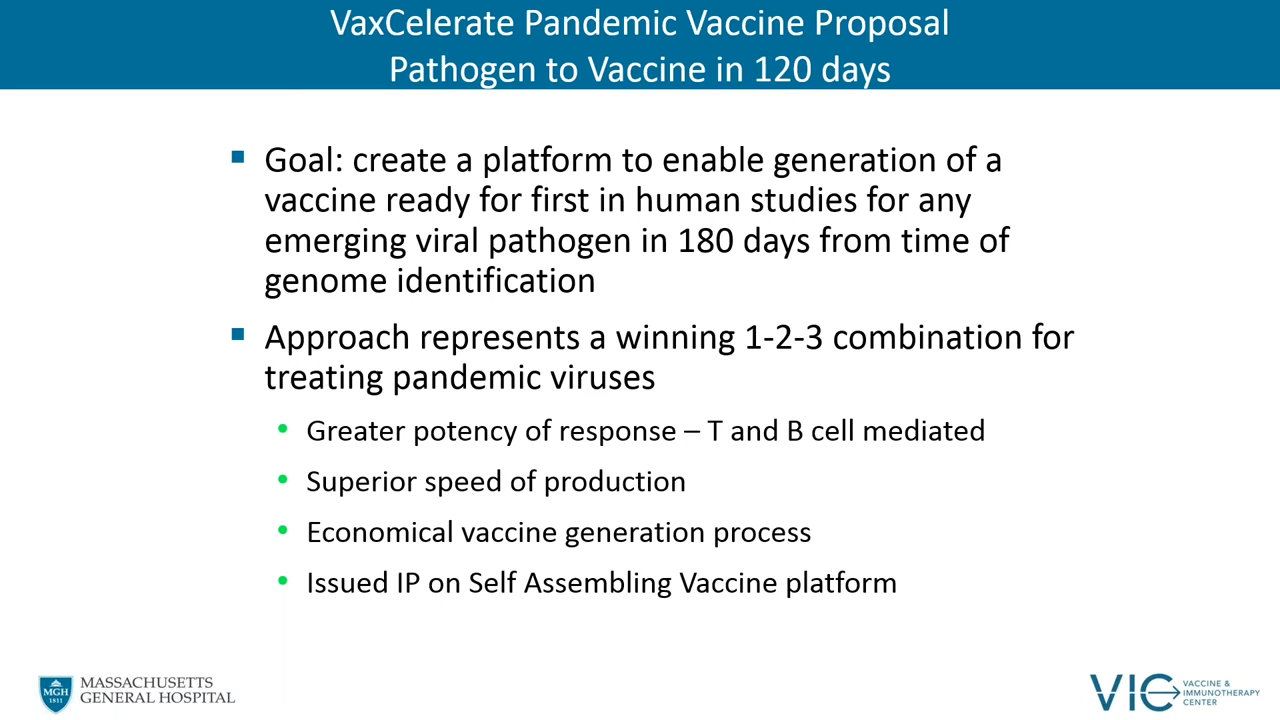 VaxCelerate Pandemic Vaccine Proposal
Pathogen to Vaccine in 120 days
▪ Goal: create a platform to enable generation of a
vaccine ready for first in human studies for any
emerging viral pathogen in 180 days from time of
genome identification
▪ Approach represents a winning 1-2-3 combination for
treating pandemic viruses
• Greater potency of response – T and B cell mediated
• Superior speed of production
• Economical vaccine generation process
• Issued IP on Self Assembling Vaccine platform
MGH
1811
MASSACHUSETTS
GENERAL HOSPITAL
VIC
VACCINE &
IMMUNOTHERAPY
CENTER